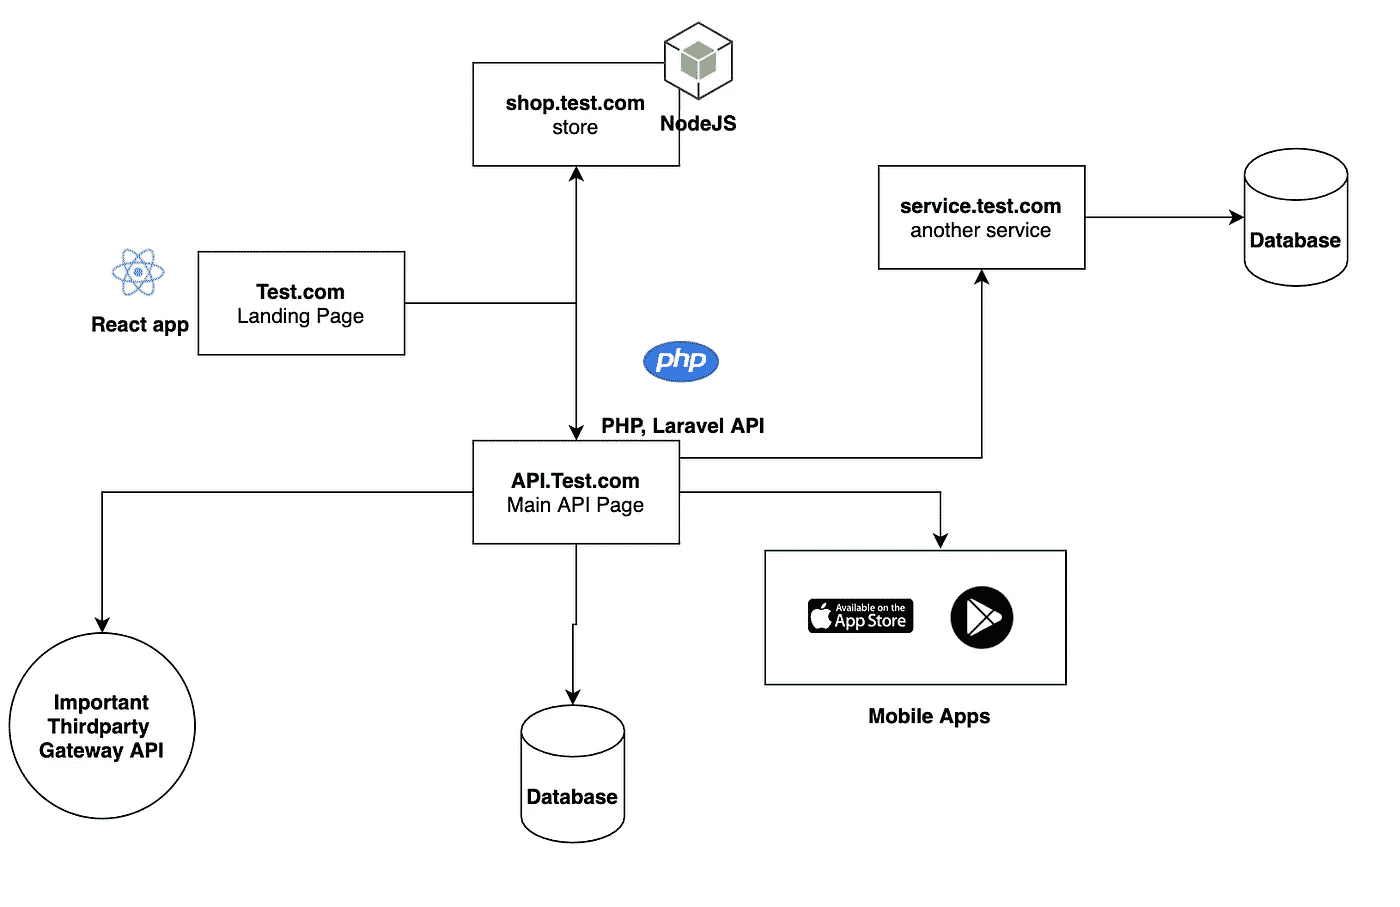 shop.test.com
store
NodeJS
service.test.com
another service
Database
Test.com
Landing Page
React app
php
PHP, Laravel API
API.Test.com
Main API Page
Available on the
App Store
Mobile Apps
Important
Thirdparty
Gateway API
Database